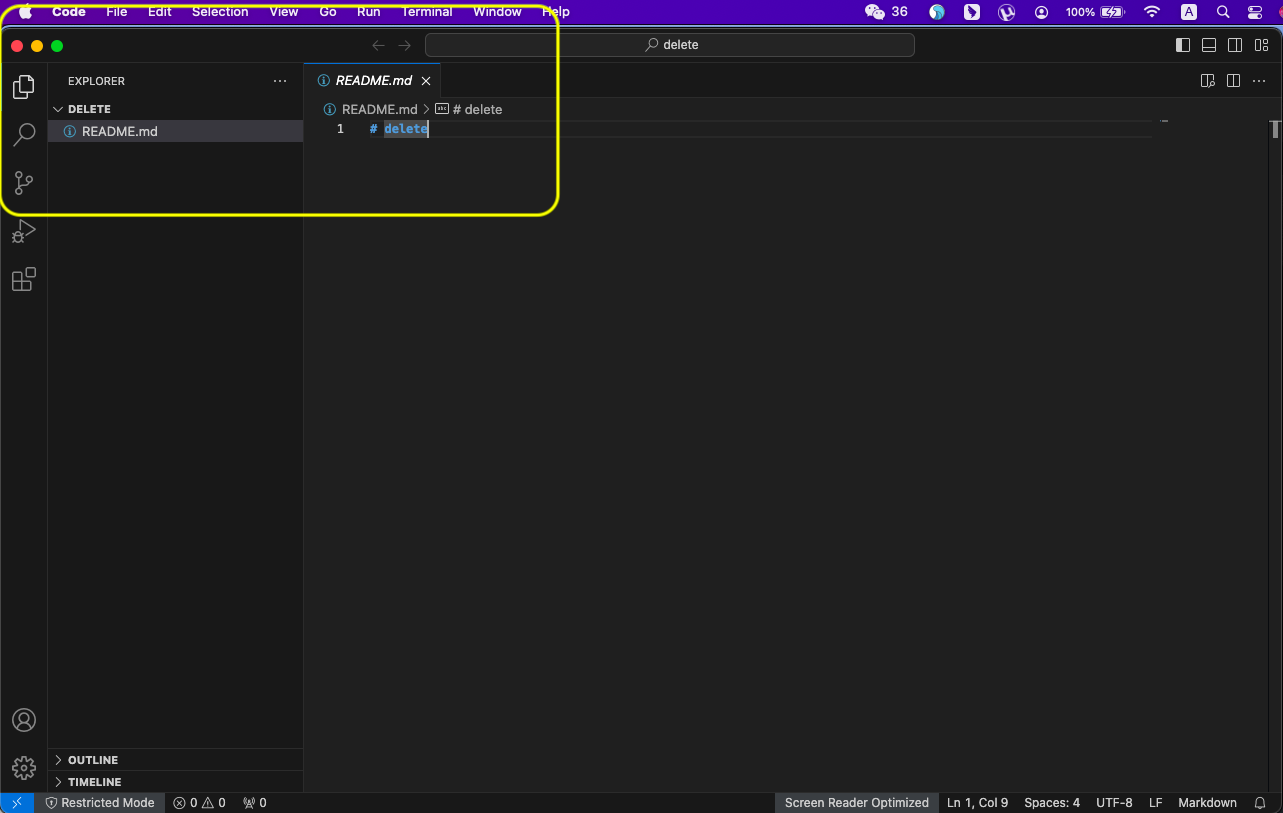 Code File Edit Selection View Go Run Terminal Window Help 36 100% A
delete
EXPLORER
README.md
DELETE
README.md > # delete
README.md
1 # delete
OUTLINE
TIMELINE
Restricted Mode 0 0 0 Screen Reader Optimized Ln 1, Col 9 Spaces: 4 UTF-8 LF Markdown